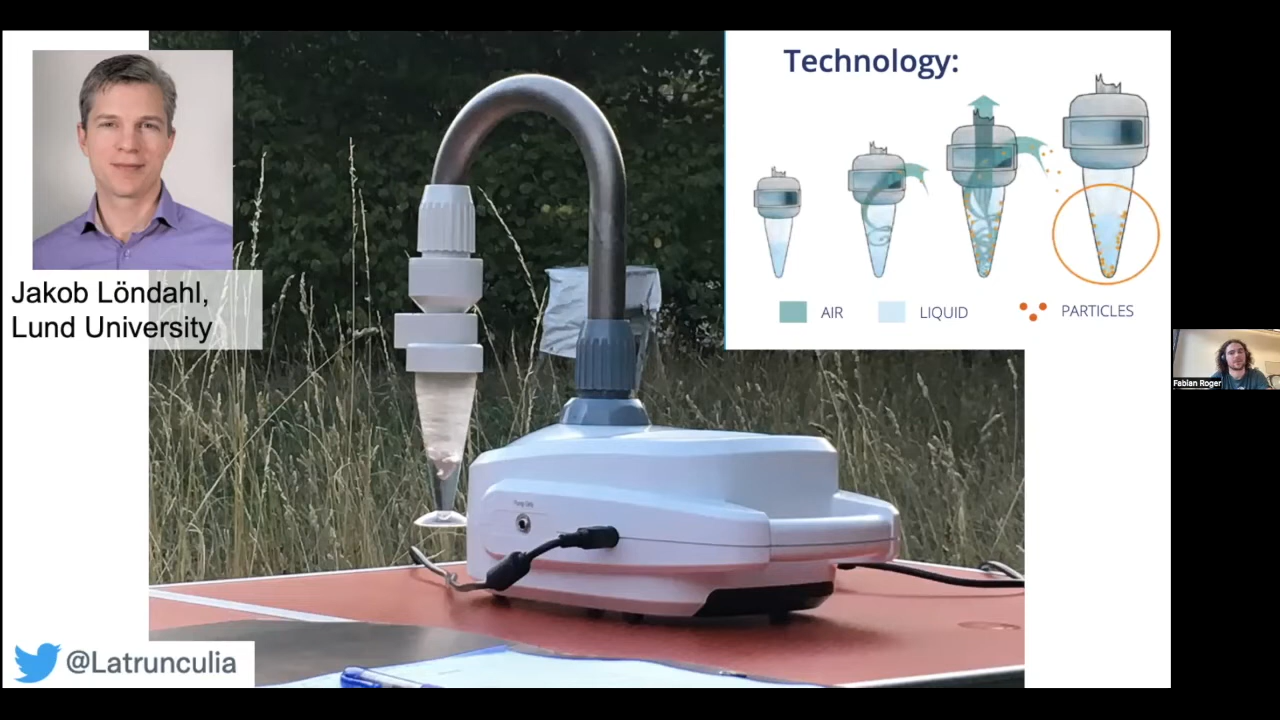 Technology:
AIR
LIQUID
PARTICLES
Jakob Löndahl,
Lund University
Fabian Roger
@Latrunculia